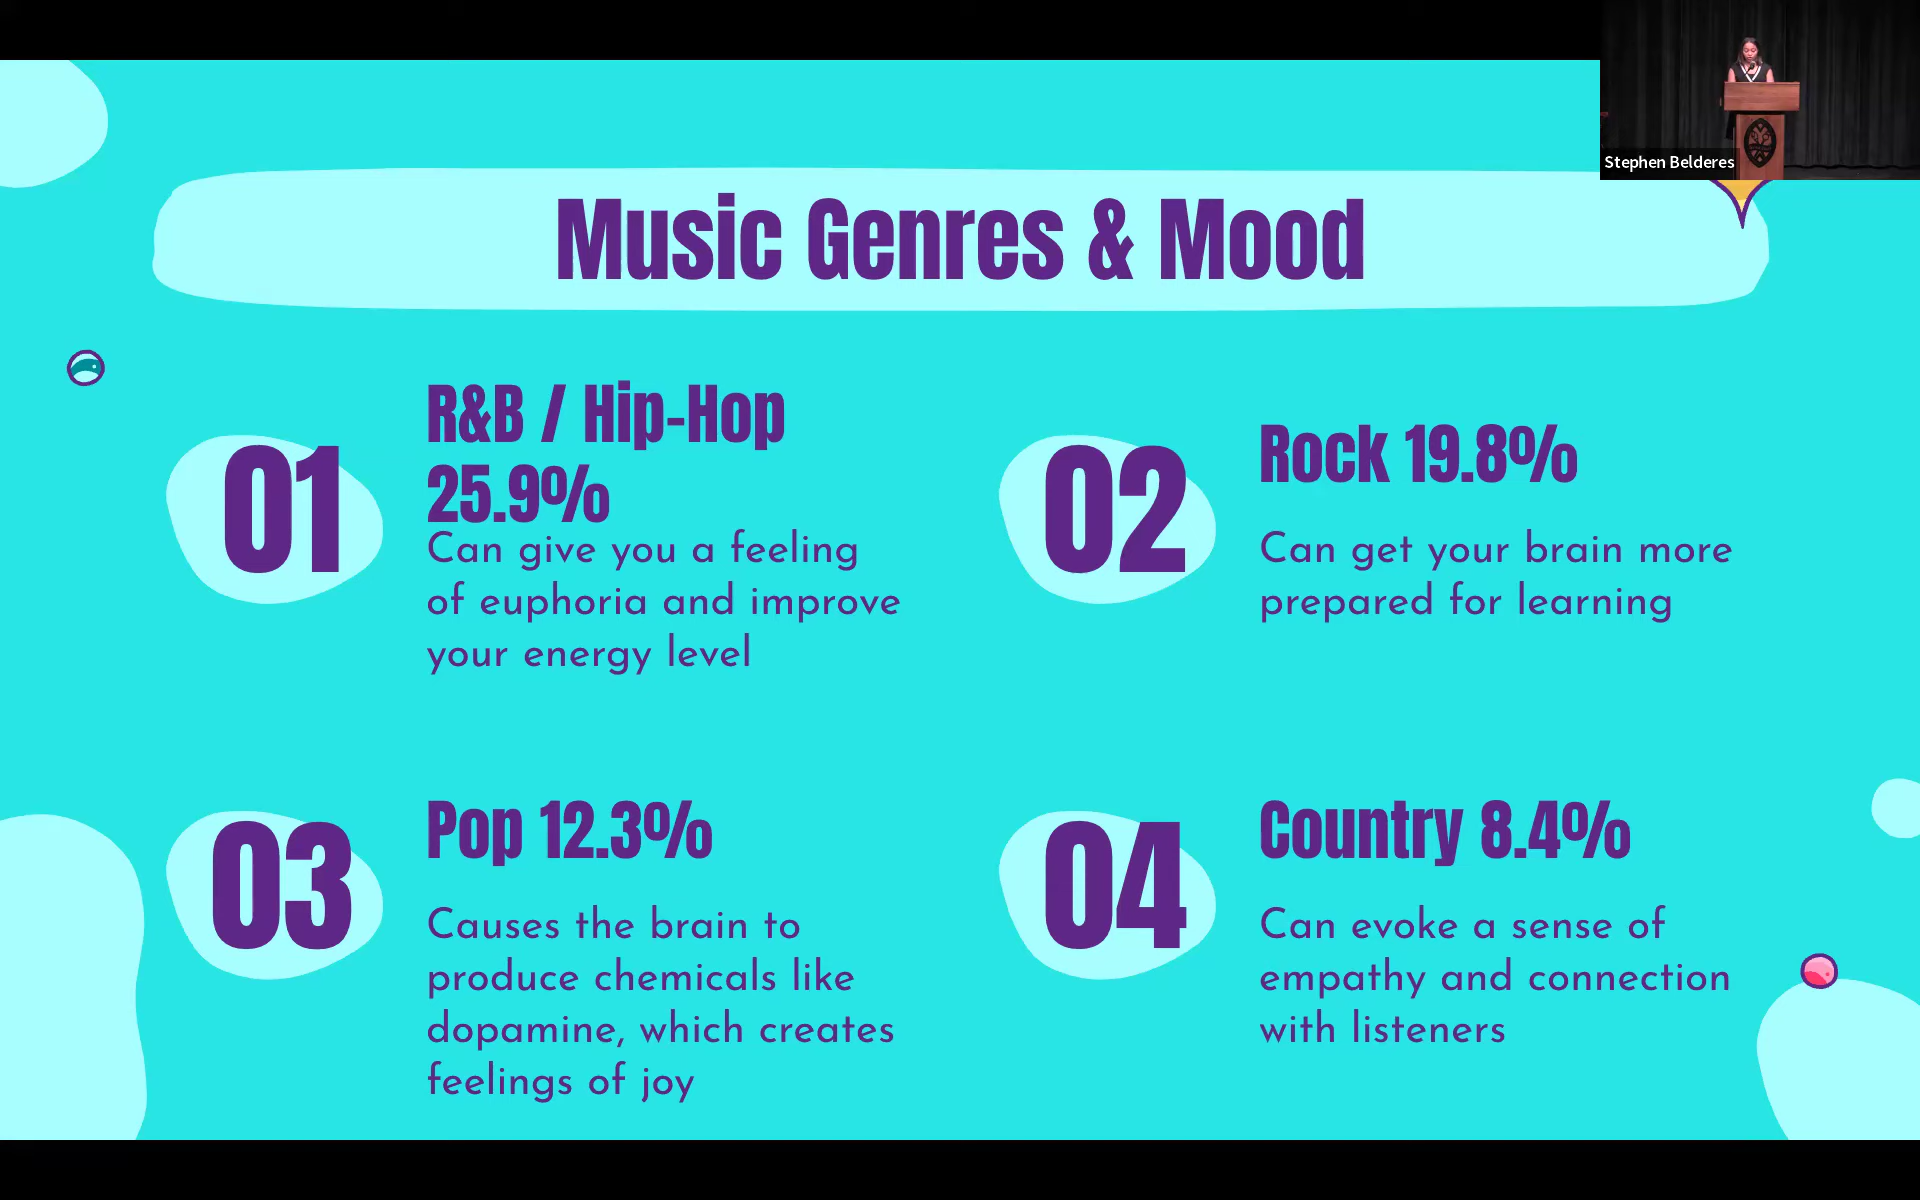 Stephen Belderes
Music Genres & Mood
01
R&B / Hip-Hop
25.9%
Can give you a feeling
of euphoria and improve
your energy level
02
Rock 19.8%
Can get your brain more
prepared for learning
03
Pop 12.3%
Causes the brain to
produce chemicals like
dopamine, which creates
feelings of joy
04
Country 8.4%
Can evoke a sense of
empathy and connection
with listeners